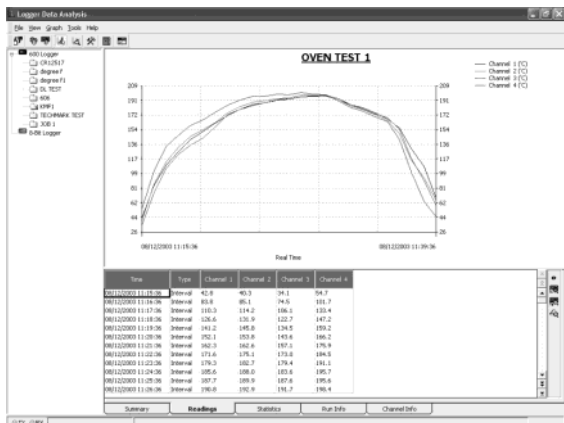 Logger Data Analysis
File View Graph Tools Help
600 Logger
CR12517
degree f
degree f1
DL TEST
606
KMP1
TECHMARK TEST
JOB 1
8-Bit Logger
OVEN TEST 1
Channel 1 (°C)
Channel 2 (°C)
Channel 3 (°C)
Channel 4 (°C)
209 209
191 191
172 172
154 154
136 136
117 117
99 99
81 81
62 62
44 44
26 26
08/12/2003 11:15:36 08/12/2003 11:39:36
Real Time
Time Type Channel 1 Channel 2 Channel 3 Channel 4
08/12/2003 11:15:36 Interval 42.8 40.3 34.1 54.7
08/12/2003 11:16:36 Interval 83.8 85.1 74.5 101.7
08/12/2003 11:17:36 Interval 110.3 114.2 106.1 133.4
08/12/2003 11:18:36 Interval 126.6 131.9 122.7 147.2
08/12/2003 11:19:36 Interval 141.2 145.8 134.5 159.2
08/12/2003 11:20:36 Interval 152.1 153.8 143.6 166.2
08/12/2003 11:21:36 Interval 162.3 162.6 157.1 175.9
08/12/2003 11:22:36 Interval 171.6 175.1 173.8 184.5
08/12/2003 11:23:36 Interval 179.3 182.7 179.4 191.1
08/12/2003 11:24:36 Interval 185.6 188.0 183.6 195.7
08/12/2003 11:25:36 Interval 187.7 189.9 187.6 195.6
08/12/2003 11:26:36 Interval 190.8 192.9 191.7 198.4
Summary Readings Statistics Run Info Channel Info